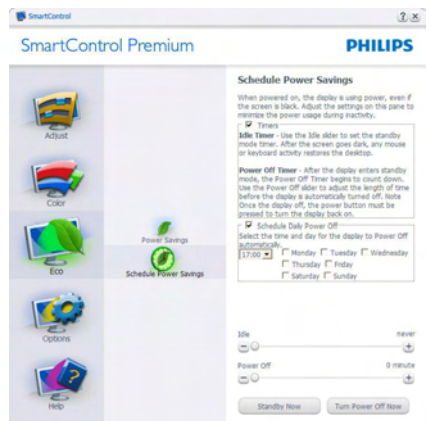 SmartControl
SmartControl Premium
PHILIPS
Adjust
Color
Eco
Options
Help
Power Savings
Schedule Power Savings
Schedule Power Savings
When powered on, the display is using power, even if
the screen is black. Adjust the settings on this page to
minimize the power usage during inactivity.
Timers
Idle Timer - Use the Idle slider to set the standby
mode timer. After the screen goes dark, any mouse
or keyboard activity restores the desktop.
Power Off Timer - After the display enters standby
mode, the Power Off Timer begins to count down.
Use the Power Off slider to adjust the length of time
before the display is automatically turned off. Note
Once the display off, the power button must be
pressed to turn the display back on.
Schedule Daily Power Off
Select the time and day for the display to Power Off
automatically.
17:00 Monday Tuesday Wednesday
Thursday Friday
Saturday Sunday
Idle never
Power Off 0 minute
Standby Now Turn Power Off Now